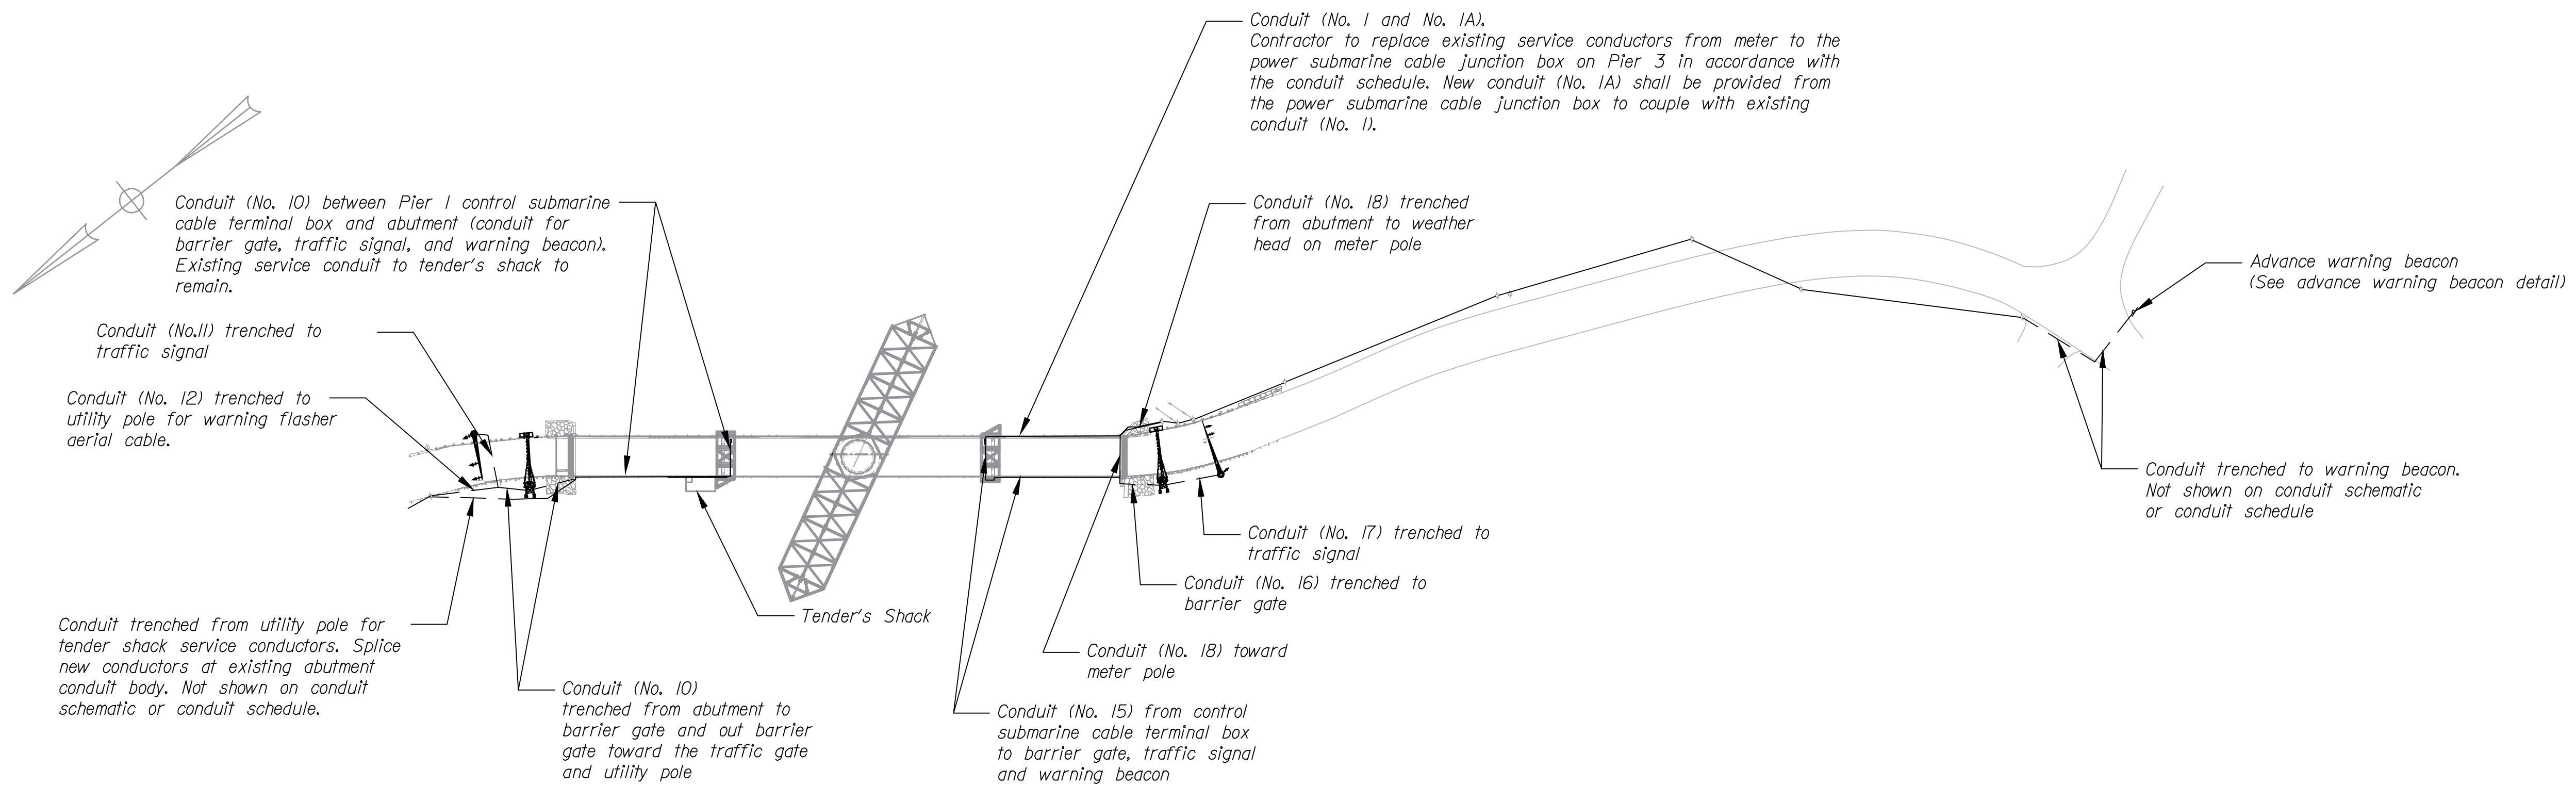 Conduit (No. 1 and No. 1A).
Contractor to replace existing service conductors from meter to the
power submarine cable junction box on Pier 3 in accordance with
the conduit schedule. New conduit (No. 1A) shall be provided from
the power submarine cable junction box to couple with existing
conduit (No. 1).
Conduit (No. 10) between Pier 1 control submarine
cable terminal box and abutment (conduit for
barrier gate, traffic signal, and warning beacon).
Existing service conduit to tender's shack to
remain.
Conduit (No. 18) trenched
from abutment to weather
head on meter pole
Advance warning beacon
(See advance warning beacon detail)
Conduit (No.11) trenched to
traffic signal
Conduit (No. 12) trenched to
utility pole for warning flasher
aerial cable.
Conduit trenched to warning beacon.
Not shown on conduit schematic
or conduit schedule
Conduit (No. 17) trenched to
traffic signal
Conduit (No. 16) trenched to
barrier gate
Tender's Shack
Conduit trenched from utility pole for
tender shack service conductors. Splice
new conductors at existing abutment
conduit body. Not shown on conduit
schematic or conduit schedule.
Conduit (No. 18) toward
meter pole
Conduit (No. 10)
trenched from abutment to
barrier gate and out barrier
gate toward the traffic gate
and utility pole
Conduit (No. 15) from control
submarine cable terminal box
to barrier gate, traffic signal
and warning beacon